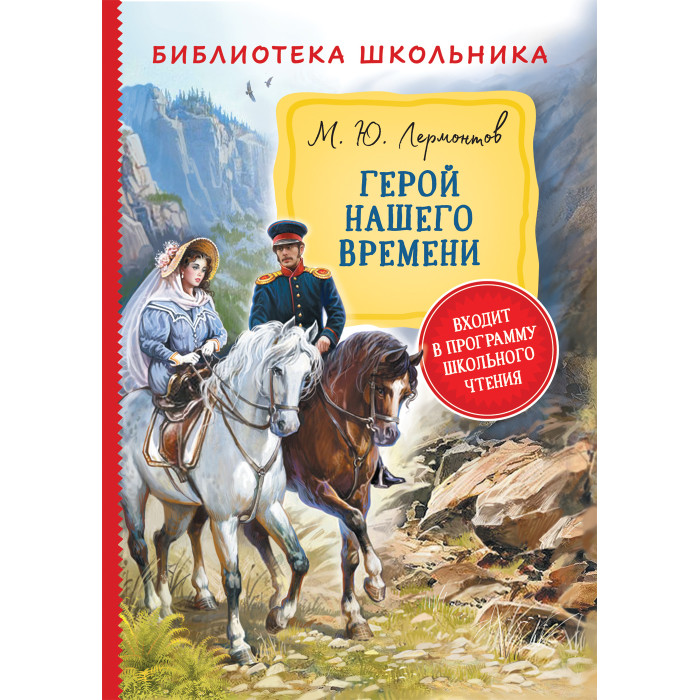 БИБЛИОТЕКА ШКОЛЬНИКА
М. Ю. Лермонтов
ГЕРОЙ
НАШЕГО
ВРЕМЕНИ
ВХОДИТ
В ПРОГРАММУ
ШКОЛЬНОГО
ЧТЕНИЯ